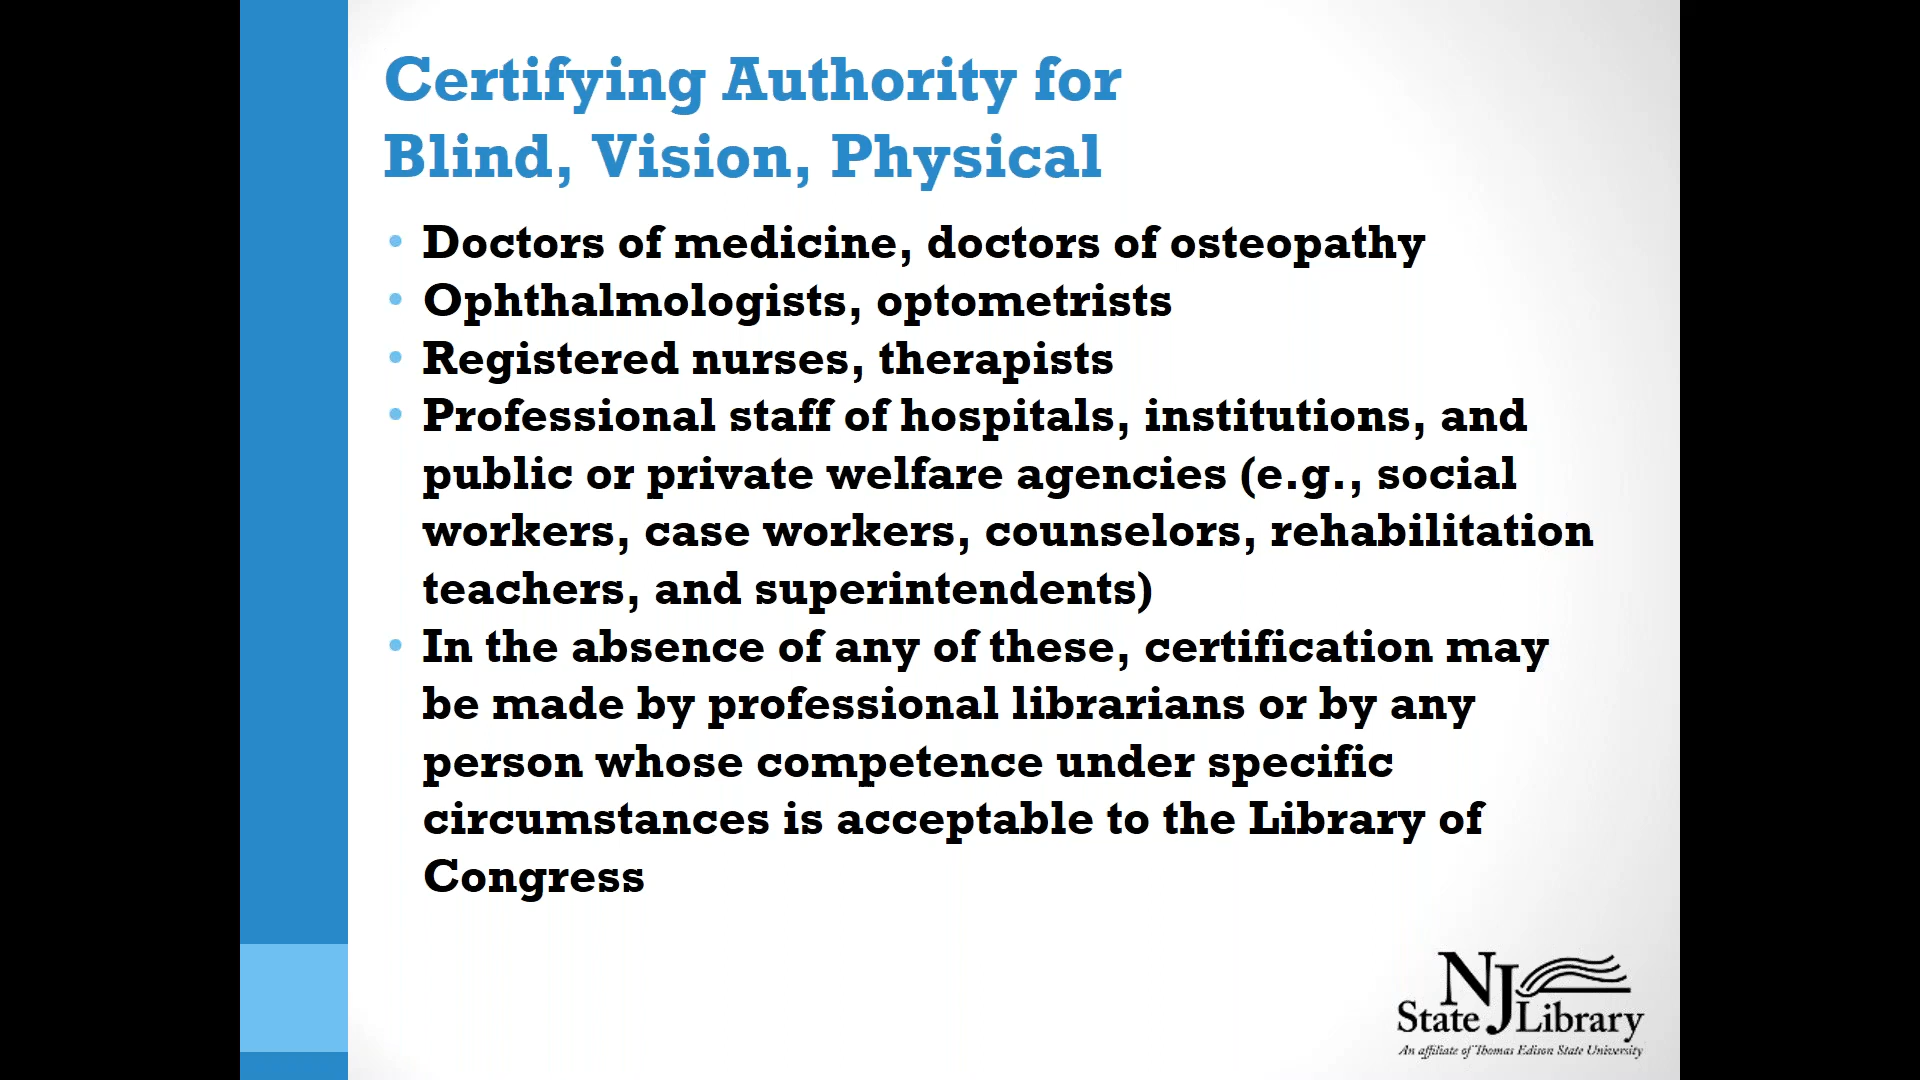 Certifying Authority for
Blind, Vision, Physical
• Doctors of medicine, doctors of osteopathy
• Ophthalmologists, optometrists
• Registered nurses, therapists
• Professional staff of hospitals, institutions, and
public or private welfare agencies (e.g., social
workers, case workers, counselors, rehabilitation
teachers, and superintendents)
• In the absence of any of these, certification may
be made by professional librarians or by any
person whose competence under specific
circumstances is acceptable to the Library of
Congress
NJ
State Library
An affiliate of Thomas Edison State University